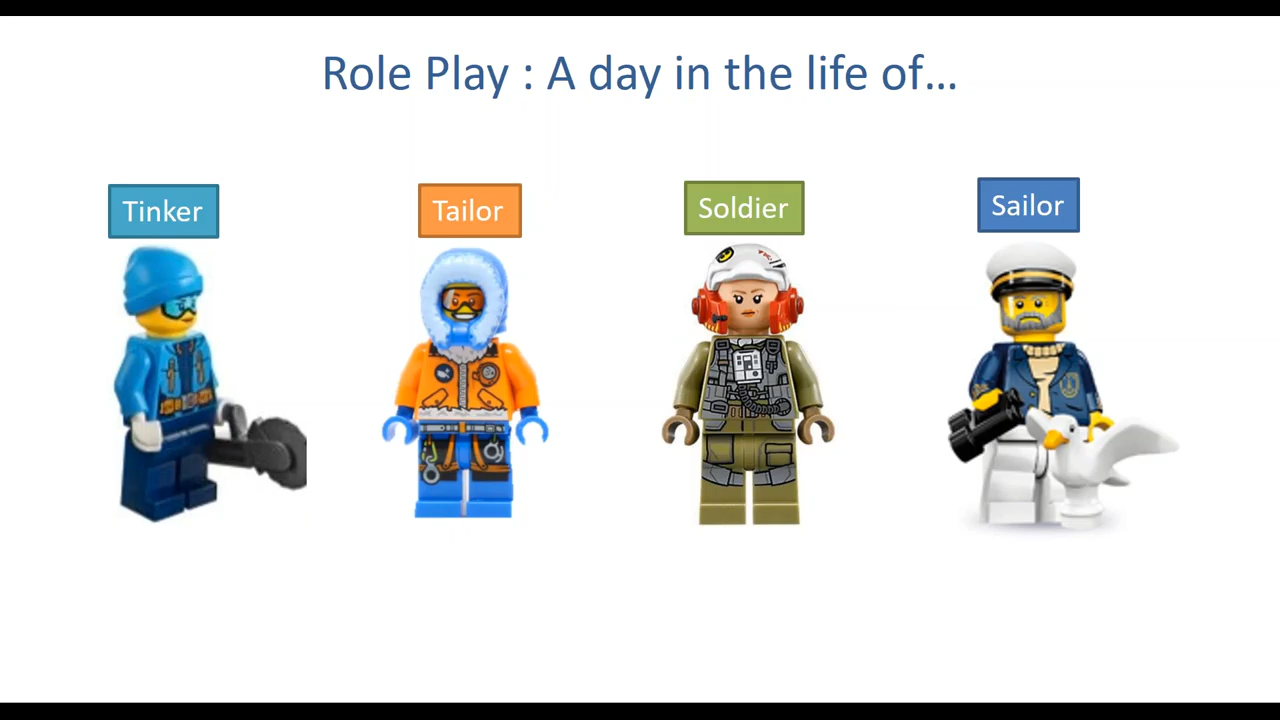 Role Play : A day in the life of…
Tinker
Tailor
Soldier
Sailor